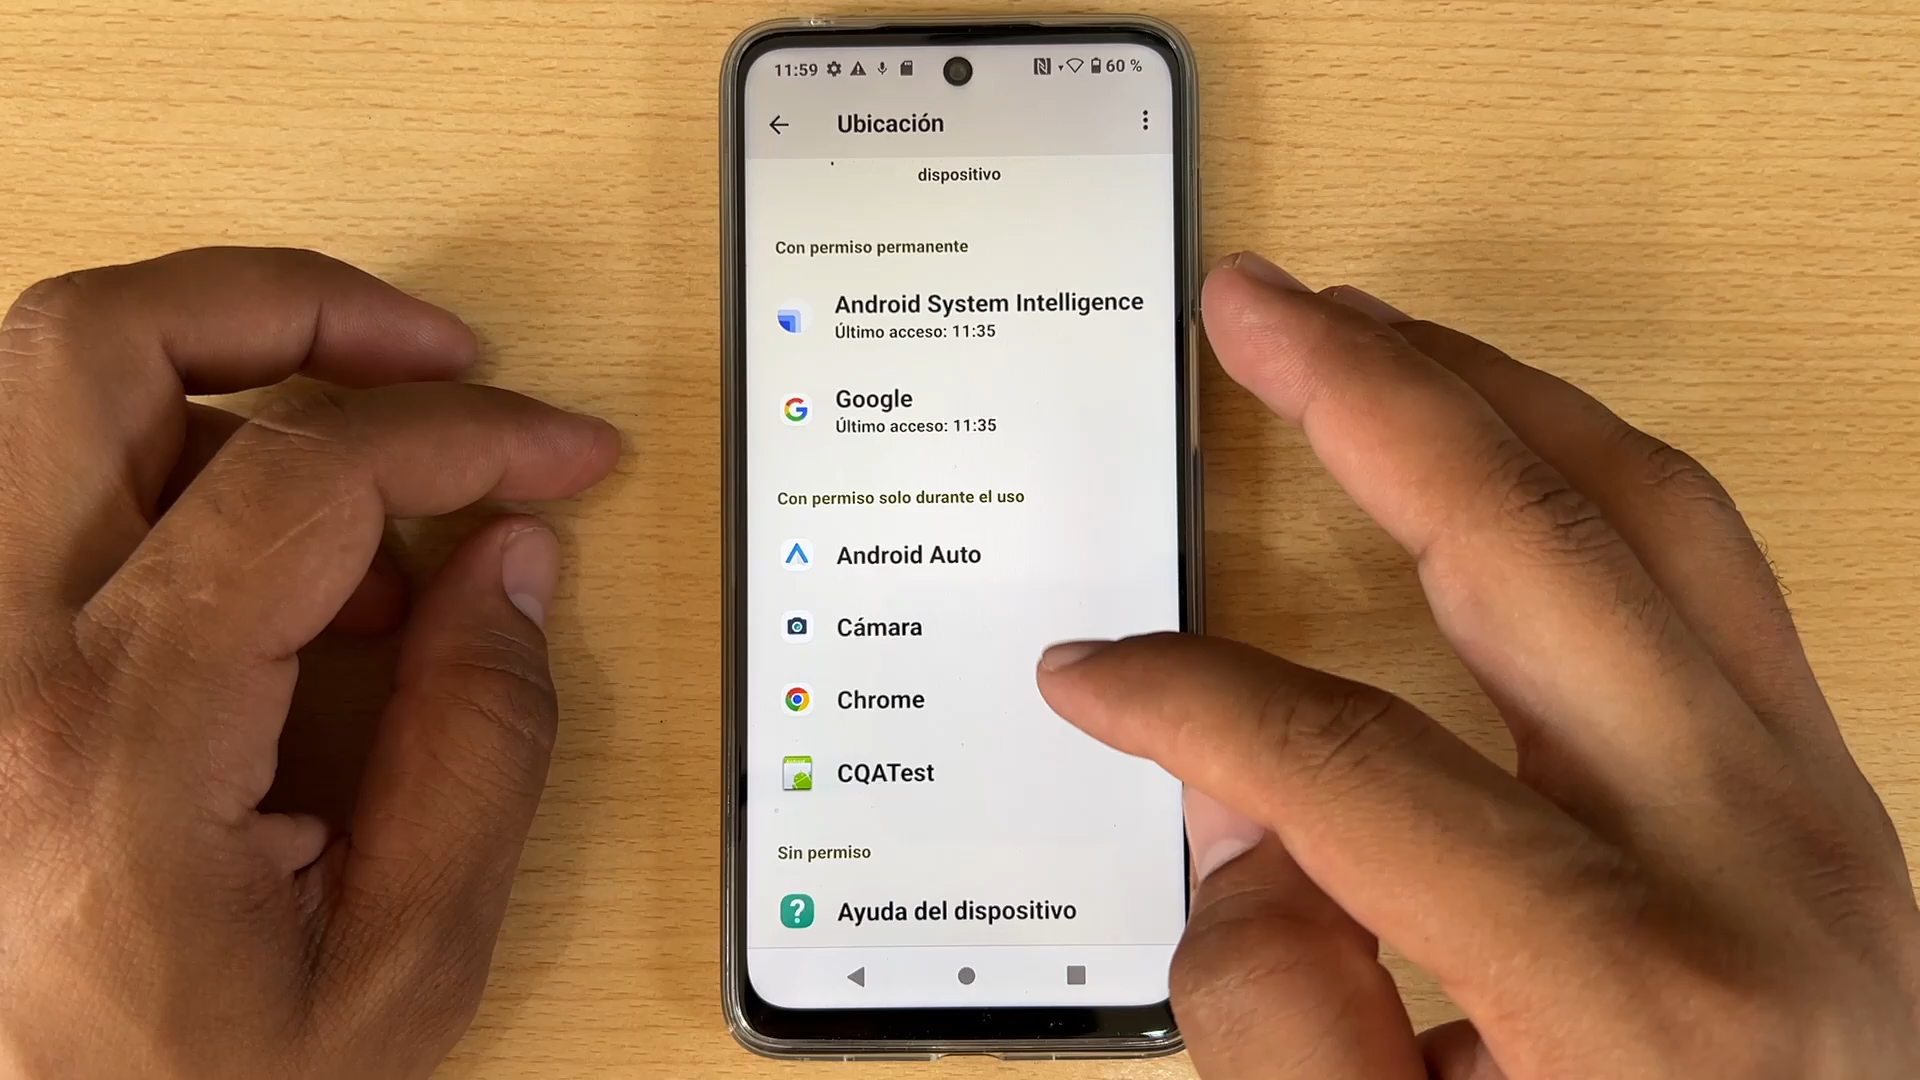 11:59 60 %
Ubicación
dispositivo
Con permiso permanente
Android System Intelligence
Último acceso: 11:35
Google
Último acceso: 11:35
Con permiso solo durante el uso
Android Auto
Cámara
Chrome
CQATest
Sin permiso
Ayuda del dispositivo